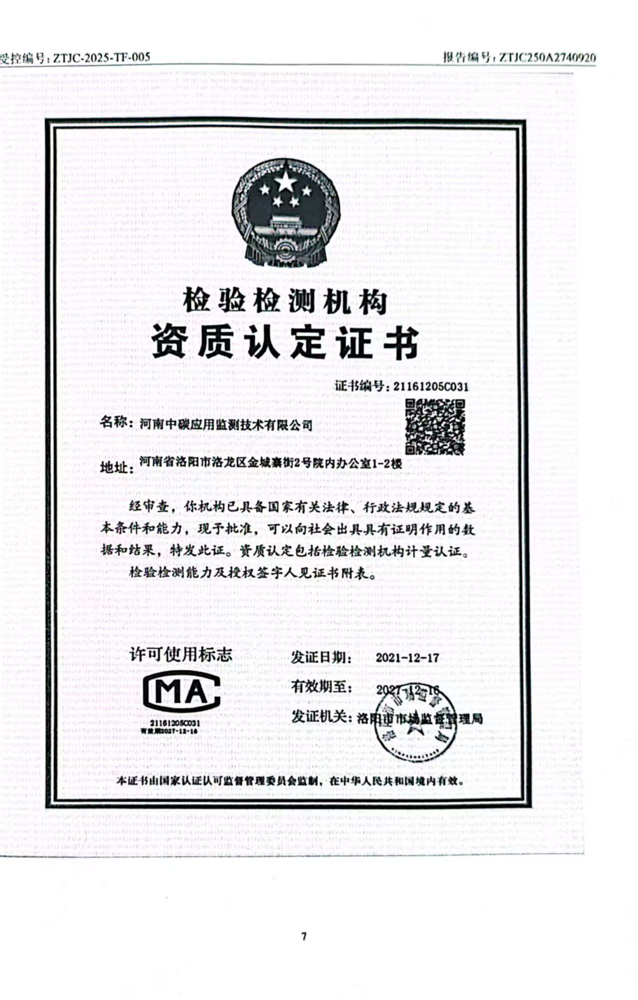 受控编号：ZTJC-2025-TF-005
报告编号：ZTJC250A2740920
检验检测机构
资质认定证书
证书编号：21161205C031
名称：河南中碳应用监测技术有限公司
地址：河南省洛阳市洛龙区金城寨街2号院内办公室1-2楼
经审查，你机构已具备国家有关法律、行政法规规定的基
本条件和能力，现予批准，可以向社会出具具有证明作用的数
据和结果，特发此证。资质认定包括检验检测机构计量认证。
检验检测能力及授权签字人见证书附表。
许可使用标志
MA
21161205C031
有效期2027-12-16
发证日期：2021-12-17
有效期至：2027-12-16
发证机关：洛阳市市场监督管理局
洛阳市市场监督管理局
本证书由国家认证认可监督管理委员会监制，在中华人民共和国境内有效。
7